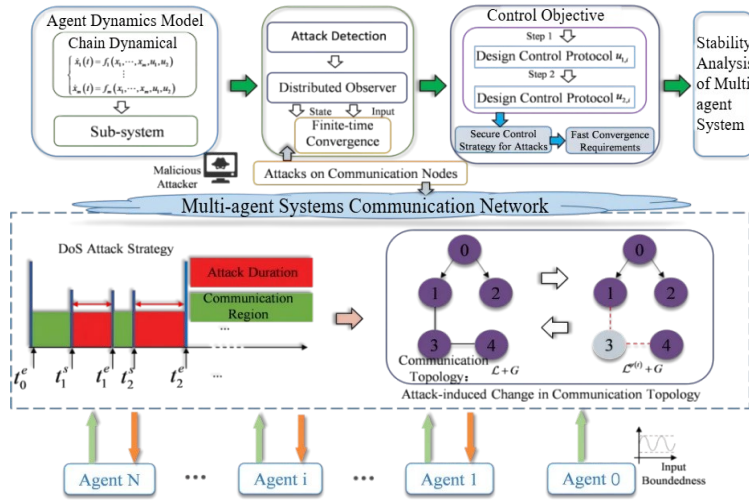 Agent Dynamics Model
Chain Dynamical
ẋ₁(t) = f₁(x₁,⋯,xₘ,u₁,u₂)
⋮
ẋₘ(t) = fₘ(x₁,⋯,xₘ,u₁,u₂)
Sub-system
Attack Detection
Distributed Observer
State
Input
Finite-time
Convergence
Control Objective
Step 1
Design Control Protocol u₁,ᵢ
Step 2
Design Control Protocol u₂,ᵢ
Secure Control
Strategy for Attacks
Fast Convergence
Requirements
Stability
Analysis
of Multi
agent
System
Malicious
Attacker
Attacks on Communication Nodes
Multi-agent Systems Communication Network
DoS Attack Strategy
Attack Duration
Communication
Region
...
t₀ᵉ
t₁ˢ
t₁ᵉ
t₂ˢ
t₂ᵉ
...
0
1
2
3
4
Communication
Topology: ℒ+G
0
1
2
3
4
ℒ^σ(t)+G
Attack-induced Change in Communication Topology
Agent N
...
Agent i
...
Agent 1
Agent 0
Input
Boundedness